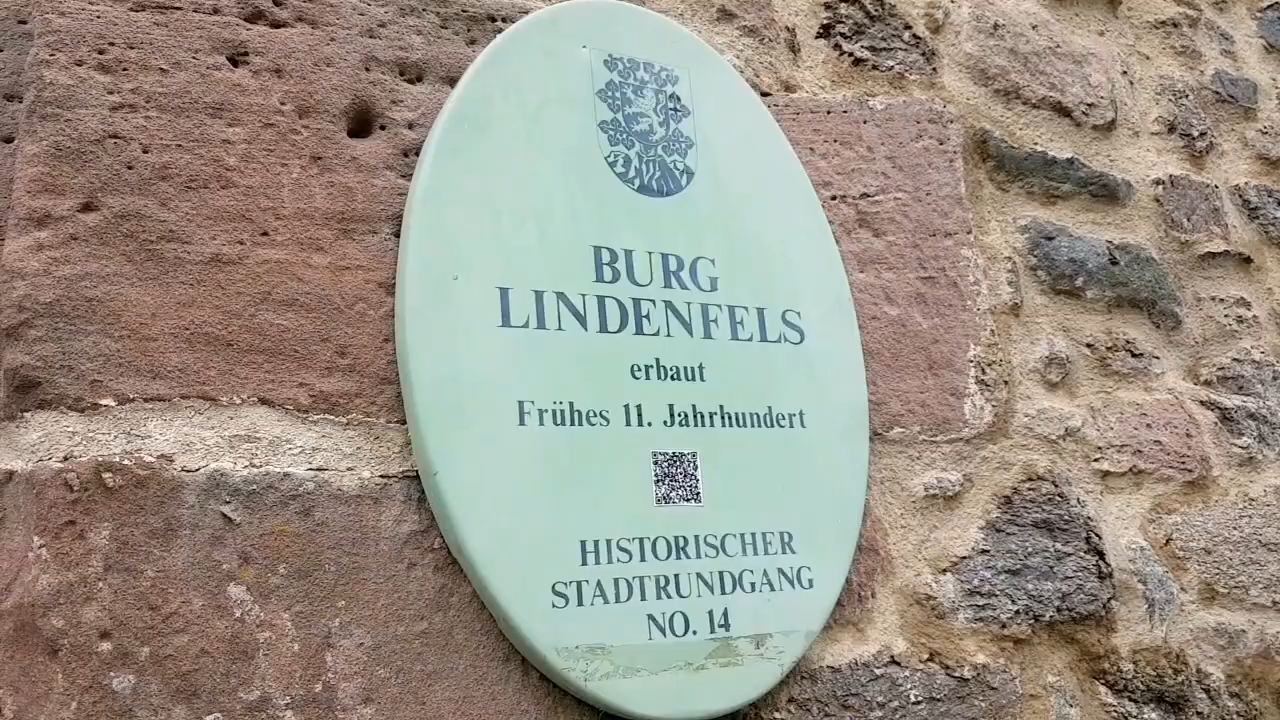 BURG
LINDENFELS
erbaut
Frühes 11. Jahrhundert
HISTORISCHER
STADTRUNDGANG
NO. 14